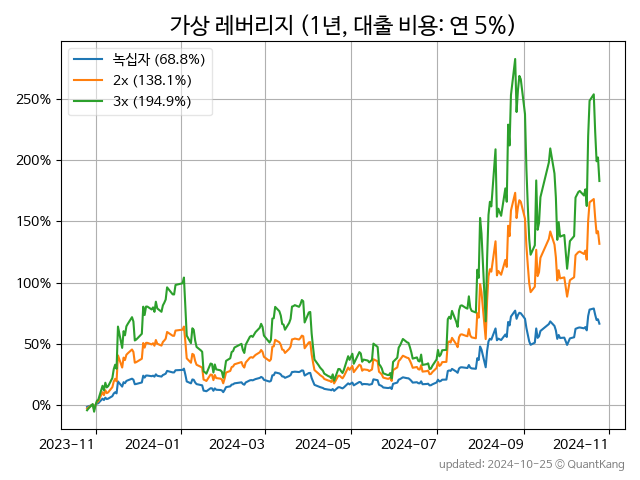 가상 레버리지 (1년, 대출 비용: 연 5%)
녹십자 (68.8%)
2x (138.1%)
3x (194.9%)
250%
200%
150%
100%
50%
0%
2023-11 2024-01 2024-03 2024-05 2024-07 2024-09 2024-11
updated: 2024-10-25 © QuantKang